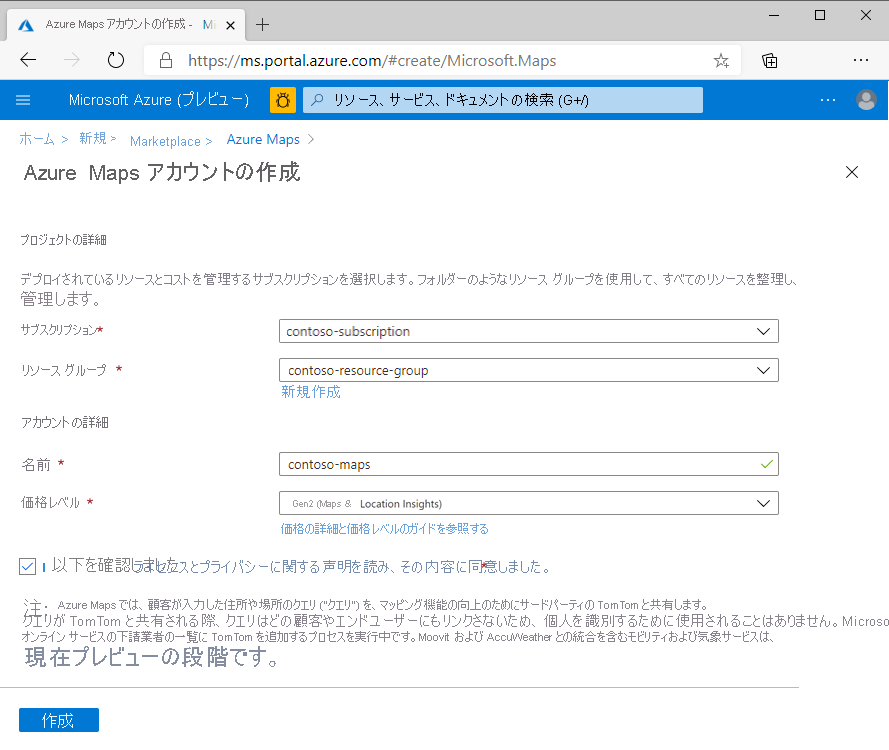 Azure Maps アカウントの作成 - Mi
https://ms.portal.azure.com/#create/Microsoft.Maps
Microsoft Azure (プレビュー)
リソース、サービス、ドキュメントの検索 (G+/)
ホーム > 新規 > Marketplace > Azure Maps >
Azure Maps アカウントの作成
プロジェクトの詳細
デプロイされているリソースとコストを管理するサブスクリプションを選択します。フォルダーのようなリソース グループを使用して、すべてのリソースを整理し、
管理します。
サブスクリプション* contoso-subscription
リソース グループ * contoso-resource-group
新規作成
アカウントの詳細
名前 * contoso-maps
価格レベル * Gen2 (Maps & Location Insights)
価格の詳細と価格レベルのガイドを参照する
I 以下を確認しました ライセンスとプライバシーに関する声明を読み、その内容に同意しました。*
注. Azure Maps では、顧客が入力した住所や場所のクエリ ("クエリ") を、マッピング機能の向上のためにサードパーティの TomTom と共有します。
クエリが TomTom と共有される際、クエリはどの顧客やエンドユーザーにもリンクさないため、個人を識別するために使用されることはありません。Microso
オンライン サービスの下請業者の一覧に TomTom を追加するプロセスを実行中です。Moovit および AccuWeather との統合を含むモビリティおよび気象サービスは、
現在プレビューの段階です。
作成